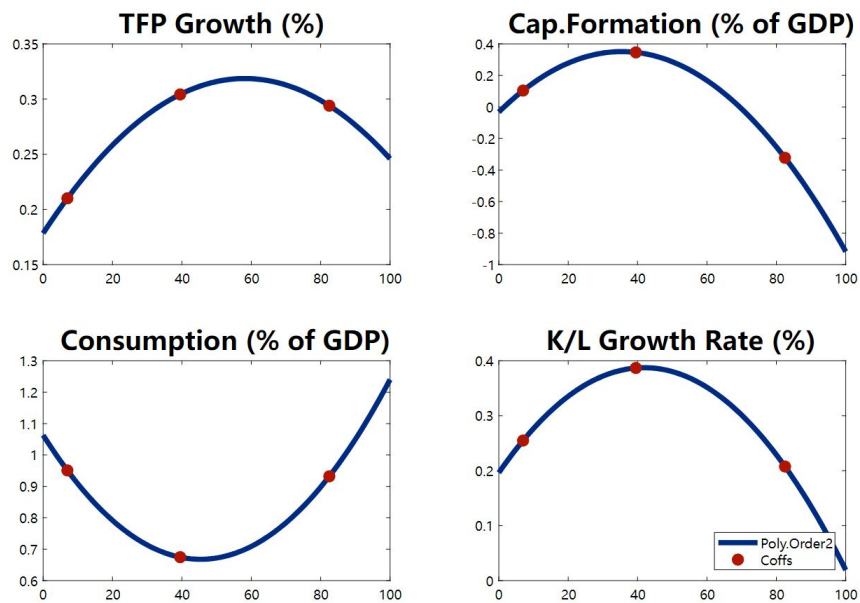 TFP Growth (%)
0.35
0.3
0.25
0.2
0.15
0 20 40 60 80 100
Cap.Formation (% of GDP)
0.4
0.2
0
-0.2
-0.4
-0.6
-0.8
-1
0 20 40 60 80 100
Consumption (% of GDP)
1.3
1.2
1.1
1
0.9
0.8
0.7
0.6
0 20 40 60 80 100
K/L Growth Rate (%)
0.4
0.3
0.2
0.1
0
0 20 40 60 80 100
Poly.Order2
Coffs